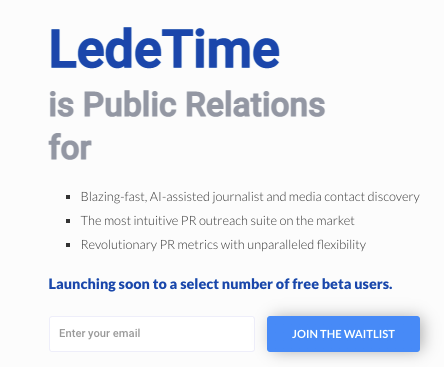 LedeTime
is Public Relations
for
Blazing-fast, AI-assisted journalist and media contact discovery
The most intuitive PR outreach suite on the market
Revolutionary PR metrics with unparalleled flexibility
Launching soon to a select number of free beta users.
Enter your email
JOIN THE WAITLIST